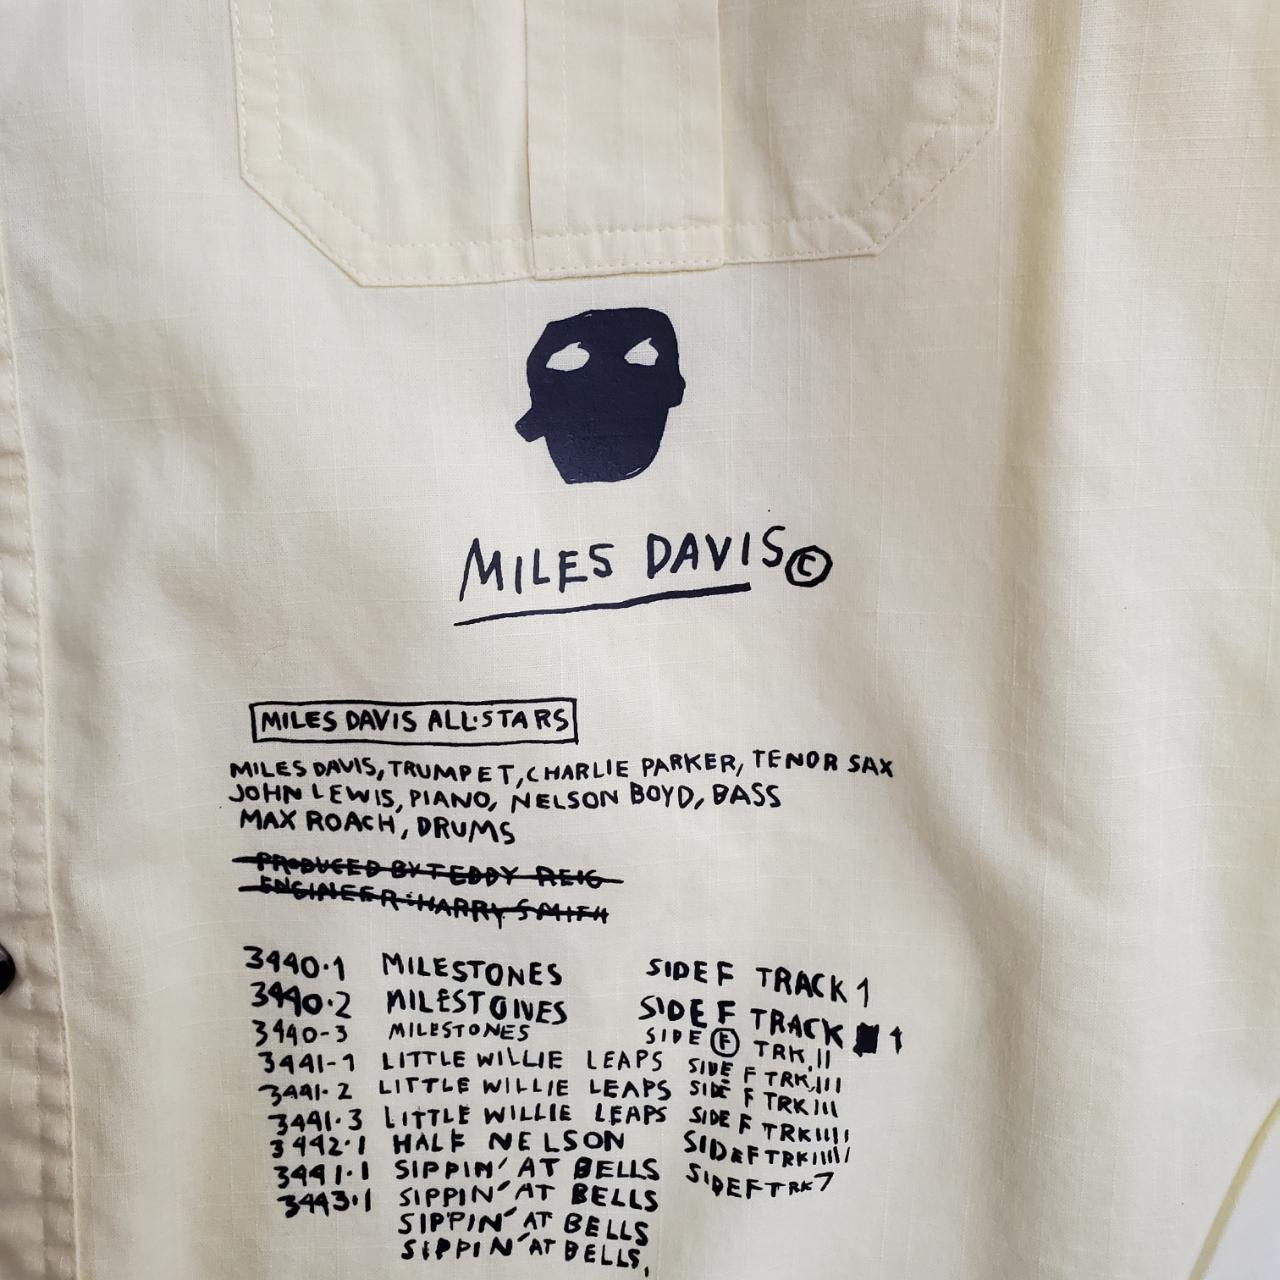 MILES DAVIS ©
MILES DAVIS ALL·STARS
MILES DAVIS, TRUMPET, CHARLIE PARKER, TENOR SAX
JOHN LEWIS, PIANO, NELSON BOYD, BASS
MAX ROACH, DRUMS
PRODUCED BY TEDDY REIG
ENGINEER: HARRY SMITH
3440·1 MILESTONES SIDE F TRACK 1
3440·2 MILESTONES SIDE F TRACK 1
3440-3 MILESTONES SIDE Ⓕ TRK. II
3441-1 LITTLE WILLIE LEAPS SIDE F TRK. III
3441·2 LITTLE WILLIE LEAPS SIDE F TRK III
3441·3 LITTLE WILLIE LEAPS SIDE F TRK IIII
3442·1 HALF NELSON SIDE F TRK IIIII
3441·1 SIPPIN' AT BELLS SIDE F TRK 7
3443·1 SIPPIN' AT BELLS
SIPPIN' AT BELLS
SIPPIN' AT BELLS,